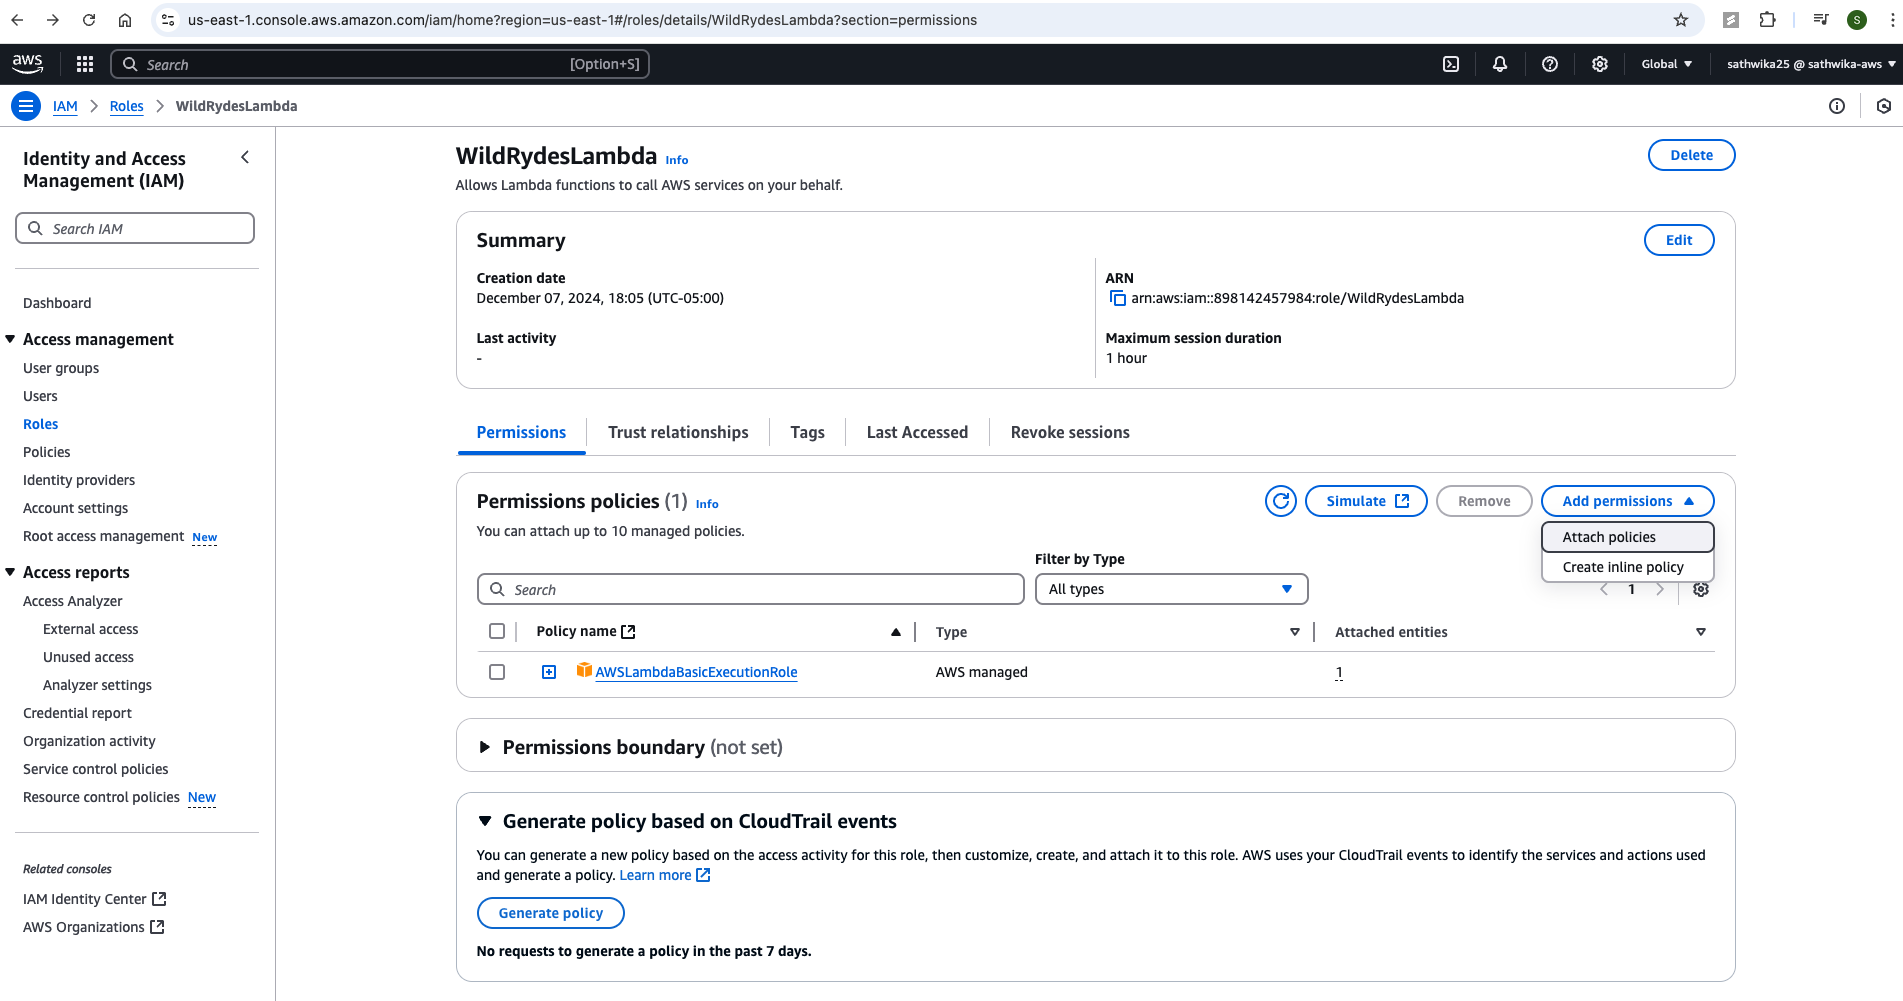 us-east-1.console.aws.amazon.com/iam/home?region=us-east-1#/roles/details/WildRydesLambda?section=permissions
S
aws
Search
[Option+S]
Global
sathwika25 @ sathwika-aws
IAM
Roles
WildRydesLambda
Identity and Access
Management (IAM)
Search IAM
Dashboard
Access management
User groups
Users
Roles
Policies
Identity providers
Account settings
Root access management New
Access reports
Access Analyzer
External access
Unused access
Analyzer settings
Credential report
Organization activity
Service control policies
Resource control policies New
Related consoles
IAM Identity Center
AWS Organizations
WildRydesLambda Info
Delete
Allows Lambda functions to call AWS services on your behalf.
Summary
Edit
Creation date
December 07, 2024, 18:05 (UTC-05:00)
ARN
arn:aws:iam::898142457984:role/WildRydesLambda
Last activity
-
Maximum session duration
1 hour
Permissions
Trust relationships
Tags
Last Accessed
Revoke sessions
Permissions policies (1) Info
Simulate
Remove
Add permissions
You can attach up to 10 managed policies.
Attach policies
Create inline policy
Filter by Type
Search
All types
1
Policy name
Type
Attached entities
AWSLambdaBasicExecutionRole
AWS managed
1
Permissions boundary (not set)
Generate policy based on CloudTrail events
You can generate a new policy based on the access activity for this role, then customize, create, and attach it to this role. AWS uses your CloudTrail events to identify the services and actions used
and generate a policy. Learn more
Generate policy
No requests to generate a policy in the past 7 days.